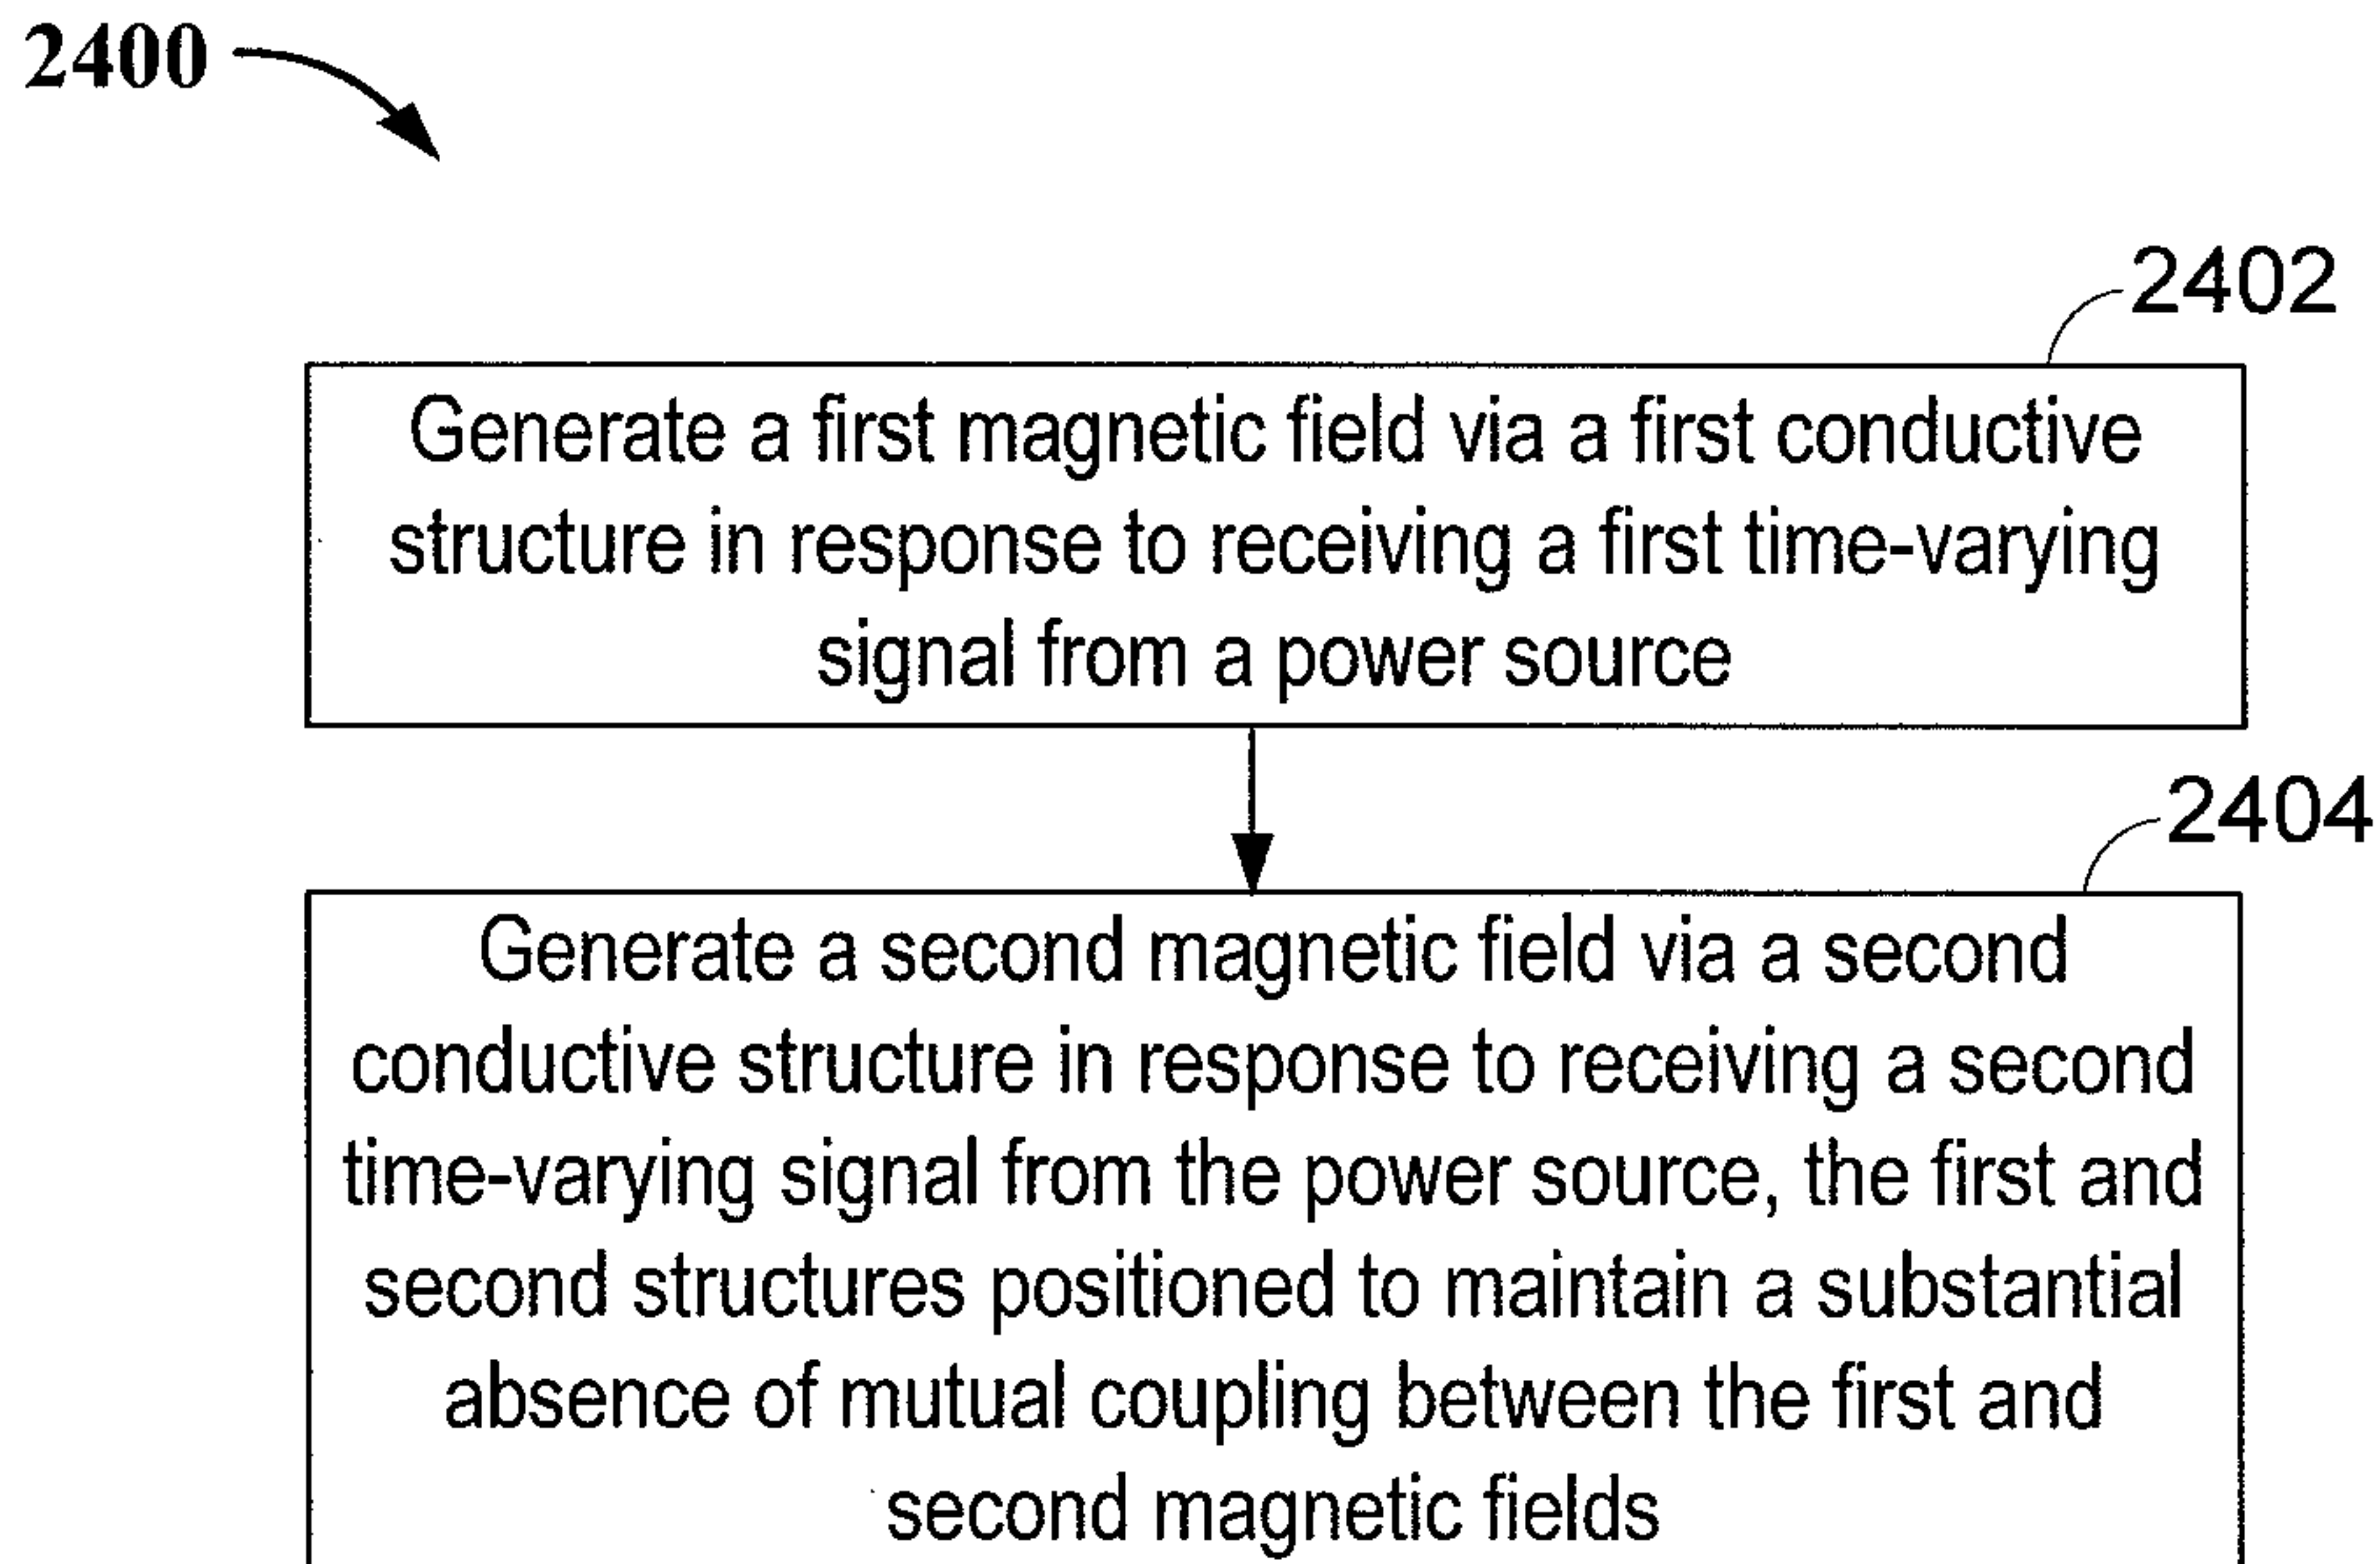 2400
2402
Generate a first magnetic field via a first conductive
structure in response to receiving a first time-varying
signal from a power source
2404
Generate a second magnetic field via a second
conductive structure in response to receiving a second
time-varying signal from the power source, the first and
second structures positioned to maintain a substantial
absence of mutual coupling between the first and
second magnetic fields